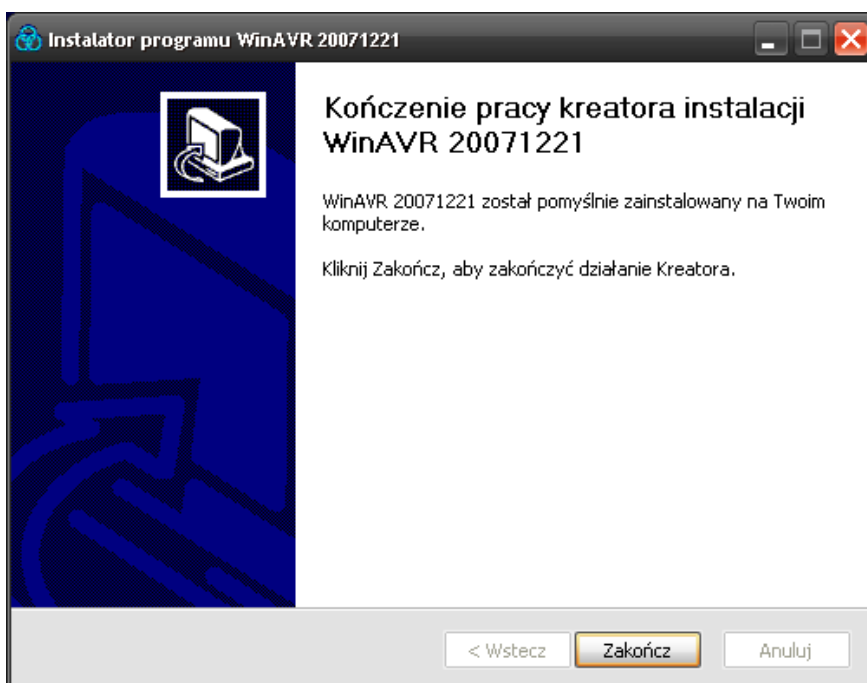 Instalator programu WinAVR 20071221
Kończenie pracy kreatora instalacji
WinAVR 20071221
WinAVR 20071221 został pomyślnie zainstalowany na Twoim
komputerze.
Kliknij Zakończ, aby zakończyć działanie Kreatora.
< Wstecz
Zakończ
Anuluj